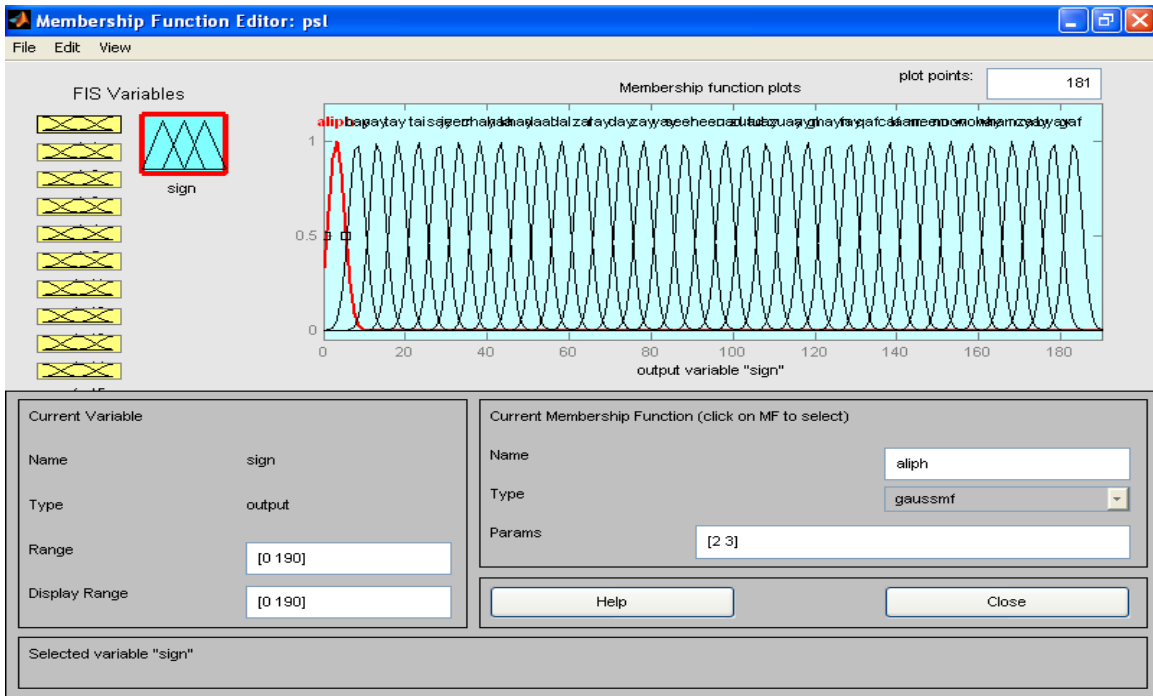 Membership Function Editor: psl
File Edit View
FIS Variables
sign
Membership function plots
plot points:
181
aliph
1
0.5
0
0 20 40 60 80 100 120 140 160 180
output variable "sign"
Current Variable
Name sign
Type output
Range [0 190]
Display Range [0 190]
Current Membership Function (click on MF to select)
Name aliph
Type gaussmf
Params [2 3]
Help Close
Selected variable "sign"